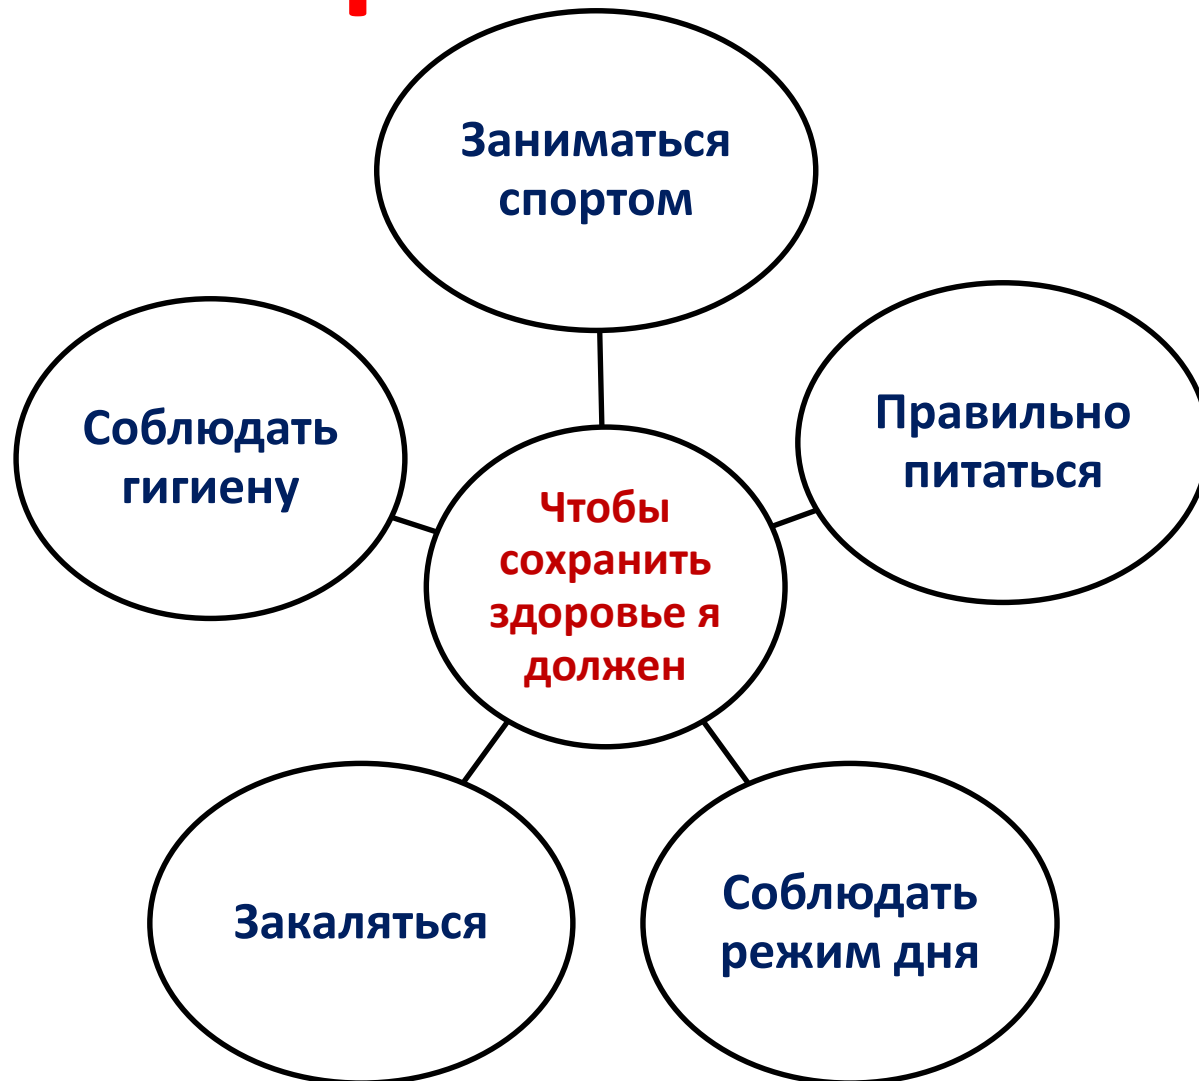 Заниматься
спортом
Соблюдать
гигиену
Правильно
питаться
Чтобы
сохранить
здоровье я
должен
Закаляться
Соблюдать
режим дня